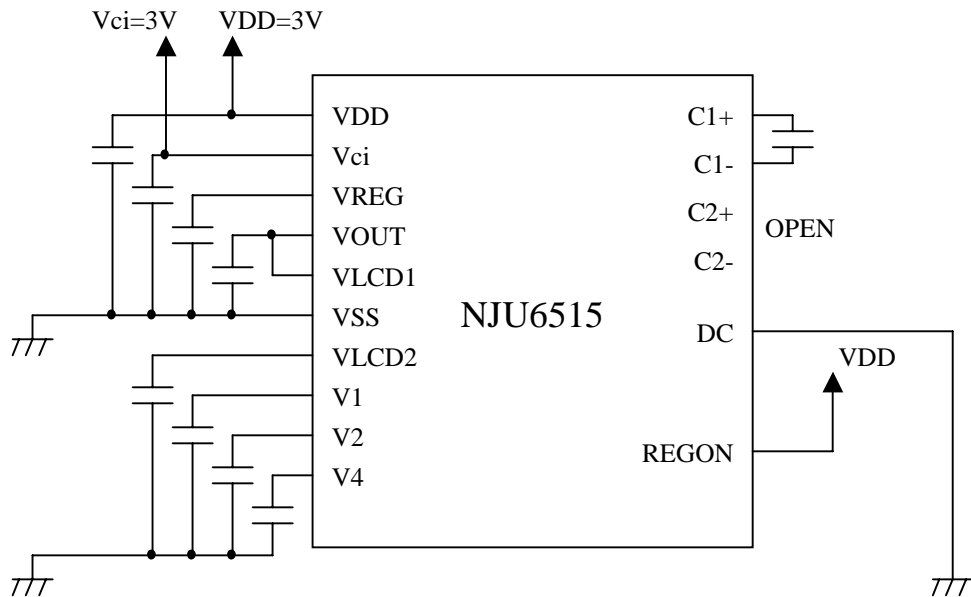 Vci=3V
VDD=3V
VDD
Vci
VREG
VOUT
VLCD1
VSS
VLCD2
V1
V2
V4
NJU6515
C1+
C1-
C2+
C2-
OPEN
DC
VDD
REGON